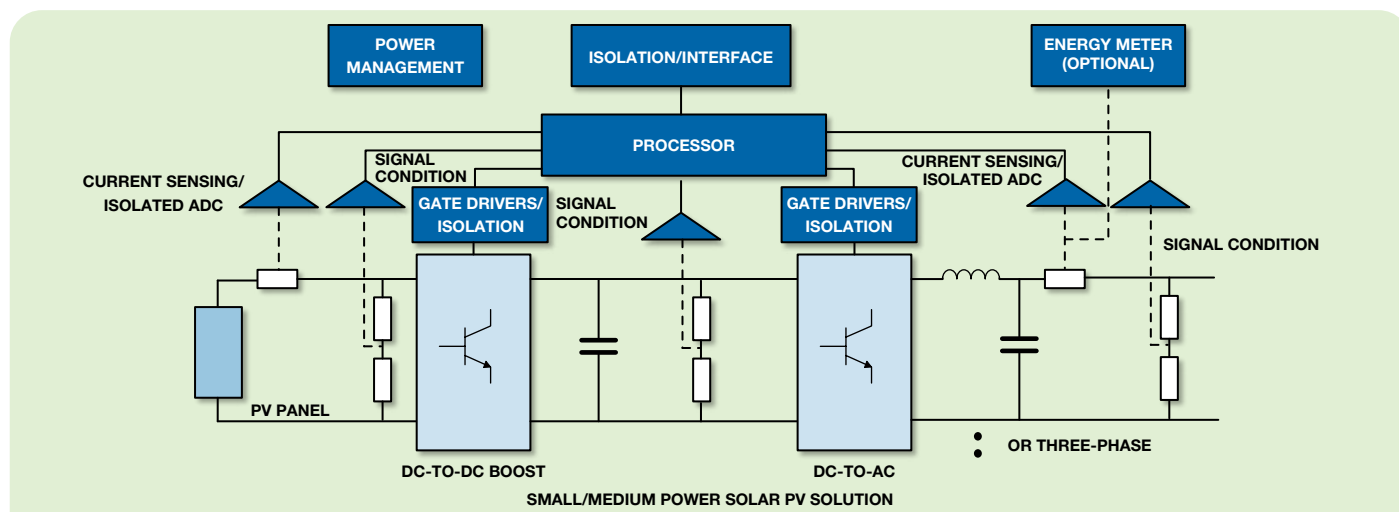 POWER
MANAGEMENT
ISOLATION/INTERFACE
ENERGY METER
(OPTIONAL)
PROCESSOR
CURRENT SENSING/
ISOLATED ADC
SIGNAL
CONDITION
GATE DRIVERS/
ISOLATION
SIGNAL
CONDITION
GATE DRIVERS/
ISOLATION
CURRENT SENSING/
ISOLATED ADC
SIGNAL CONDITION
PV PANEL
DC-TO-DC BOOST
DC-TO-AC
OR THREE-PHASE
SMALL/MEDIUM POWER SOLAR PV SOLUTION